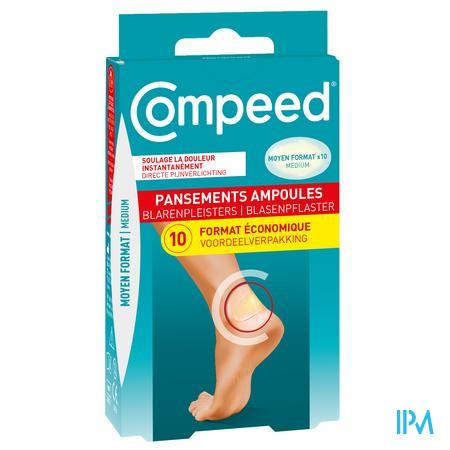 Compeed
SOULAGE LA DOULEUR
INSTANTANÉMENT
DIRECTE PIJNVERLICHTING
MOYEN FORMAT x10
MEDIUM
PANSEMENTS AMPOULES
BLARENPLEISTERS | BLASENPFLASTER
10
FORMAT ÉCONOMIQUE
VOORDEELVERPAKKING
MOYEN FORMAT | MEDIUM
IPM